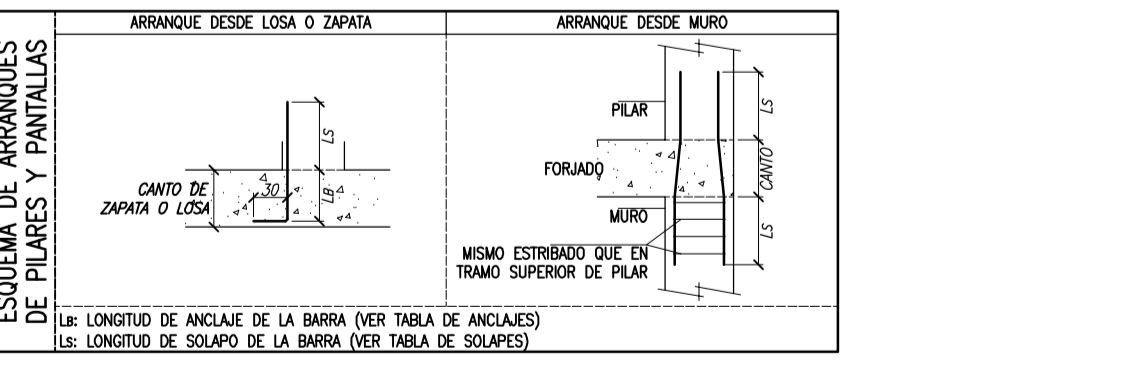 ESQUEMA DE ARRANQUES
DE PILARES Y PANTALLAS
ARRANQUE DESDE LOSA O ZAPATA
LS
CANTO DE
ZAPATA O LOSA
30
LB
ARRANQUE DESDE MURO
PILAR
LS
FORJADO
CANTO
MURO
LS
MISMO ESTRIBADO QUE EN
TRAMO SUPERIOR DE PILAR
LB: LONGITUD DE ANCLAJE DE LA BARRA (VER TABLA DE ANCLAJES)
LS: LONGITUD DE SOLAPO DE LA BARRA (VER TABLA DE SOLAPES)